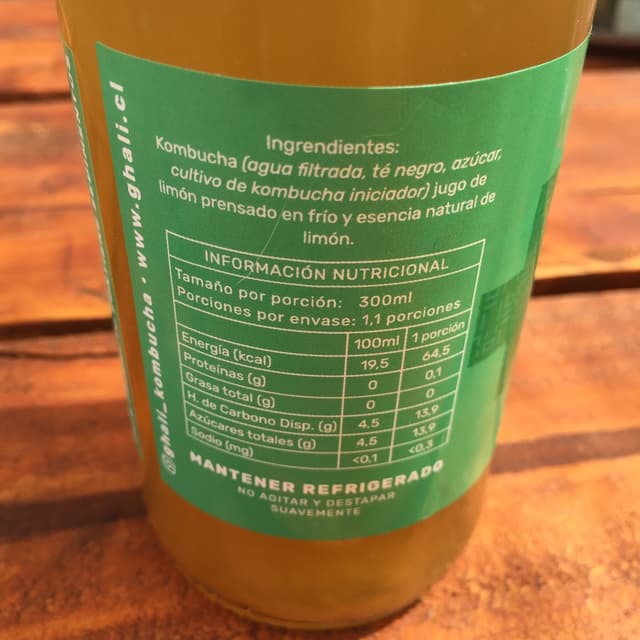 Ingredientes:
Kombucha (agua filtrada, té negro, azúcar,
cultivo de kombucha iniciador) jugo de
limón prensado en frío y esencia natural de
limón.
INFORMACIÓN NUTRICIONAL
Tamaño por porción: 300ml
Porciones por envase: 1,1 porciones
100ml 1 porción
Energía (kcal) 19,5 64,5
Proteínas (g) 0 0,1
Grasa total (g) 0 0
H. de Carbono Disp. (g) 4,5 13,9
Azúcares totales (g) 4,5 13,9
Sodio (mg) <0,1 <0,3
MANTENER REFRIGERADO
NO AGITAR Y DESTAPAR
SUAVEMENTE
@ghali_kombucha · www.ghali.cl